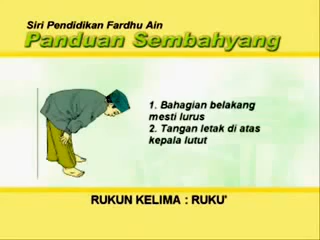 Siri Pendidikan Fardhu Ain
Panduan Sembahyang
1. Bahagian belakang
mesti lurus
2. Tangan letak di atas
kepala lutut
RUKUN KELIMA : RUKU'